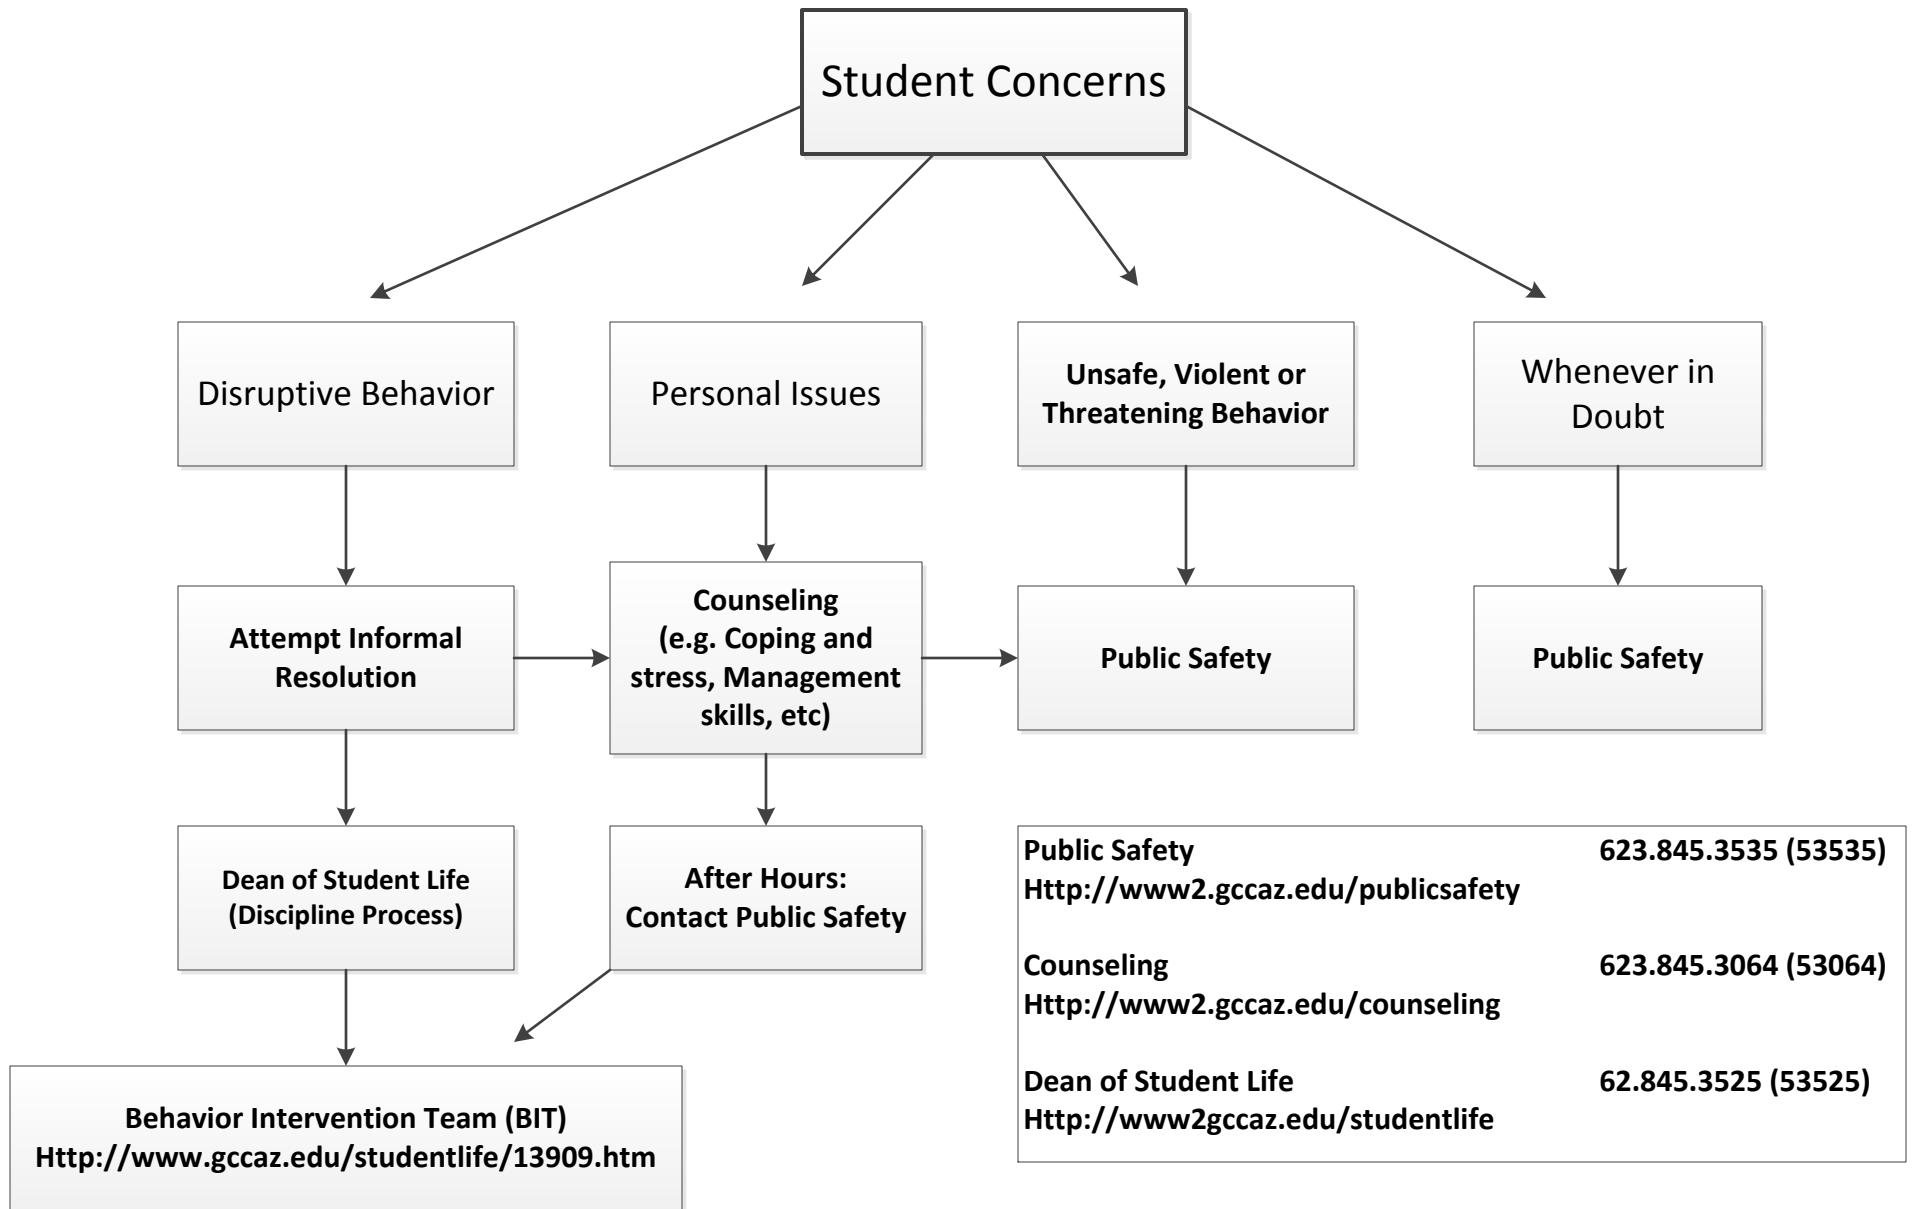 Student Concerns
Disruptive Behavior
Personal Issues
Unsafe, Violent or
Threatening Behavior
Whenever in
Doubt
Attempt Informal
Resolution
Counseling
(e.g. Coping and
stress, Management
skills, etc)
Public Safety
Public Safety
Dean of Student Life
(Discipline Process)
After Hours:
Contact Public Safety
Public Safety 623.845.3535 (53535)
Http://www2.gccaz.edu/publicsafety
Counseling 623.845.3064 (53064)
Http://www2.gccaz.edu/counseling
Dean of Student Life 62.845.3525 (53525)
Http://www2gccaz.edu/studentlife
Behavior Intervention Team (BIT)
Http://www.gccaz.edu/studentlife/13909.htm